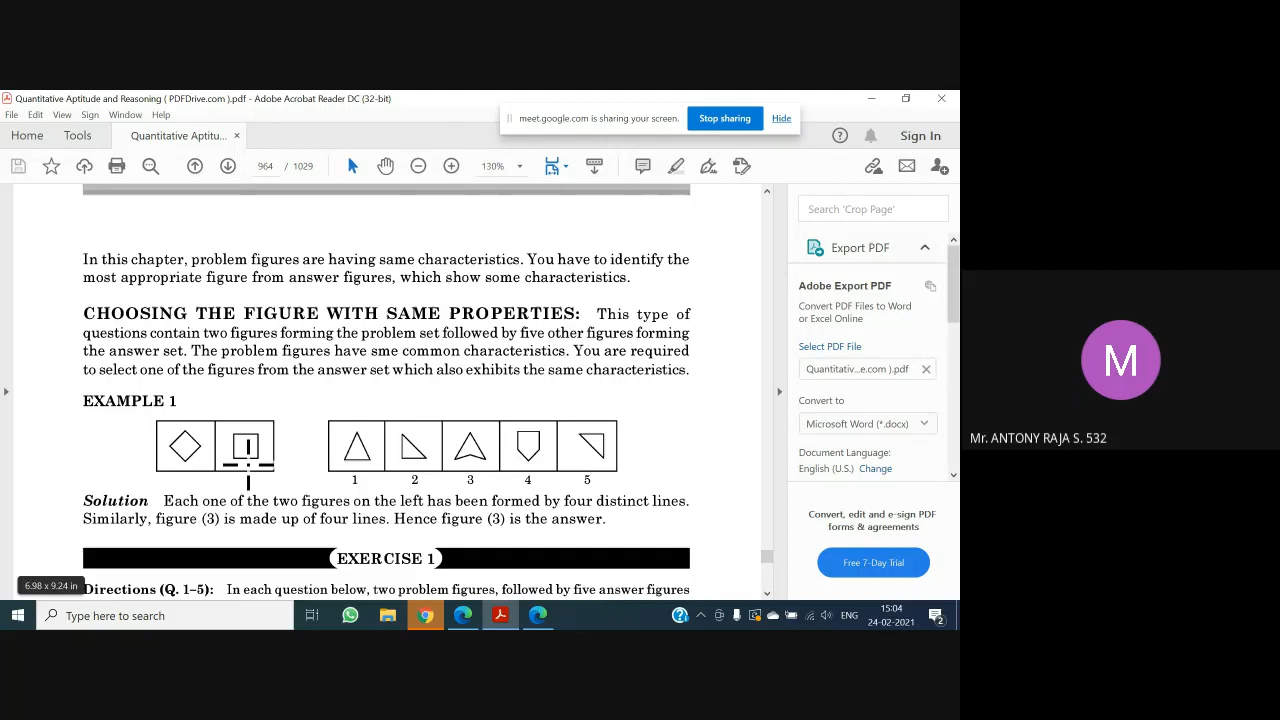 Quantitative Aptitude and Reasoning ( PDFDrive.com ).pdf - Adobe Acrobat Reader DC (32-bit)
File Edit View Sign Window Help
meet.google.com is sharing your screen. Stop sharing Hide
Home Tools Quantitative Aptitu... × Sign In
964 / 1029 130%
In this chapter, problem figures are having same characteristics. You have to identify the
most appropriate figure from answer figures, which show some characteristics.
CHOOSING THE FIGURE WITH SAME PROPERTIES: This type of
questions contain two figures forming the problem set followed by five other figures forming
the answer set. The problem figures have sme common characteristics. You are required
to select one of the figures from the answer set which also exhibits the same characteristics.
EXAMPLE 1
1 2 3 4 5
Solution Each one of the two figures on the left has been formed by four distinct lines.
Similarly, figure (3) is made up of four lines. Hence figure (3) is the answer.
EXERCISE 1
Directions (Q. 1–5): In each question below, two problem figures, followed by five answer figures
6.98 x 9.24 in
Search 'Crop Page'
Export PDF
Adobe Export PDF
Convert PDF Files to Word
or Excel Online
Select PDF File
Quantitativ...e.com ).pdf
Convert to
Microsoft Word (*.docx)
Document Language:
English (U.S.) Change
Convert, edit and e-sign PDF
forms & agreements
Free 7-Day Trial
Type here to search
ENG
15:04
24-02-2021
2
M
Mr. ANTONY RAJA S. 532